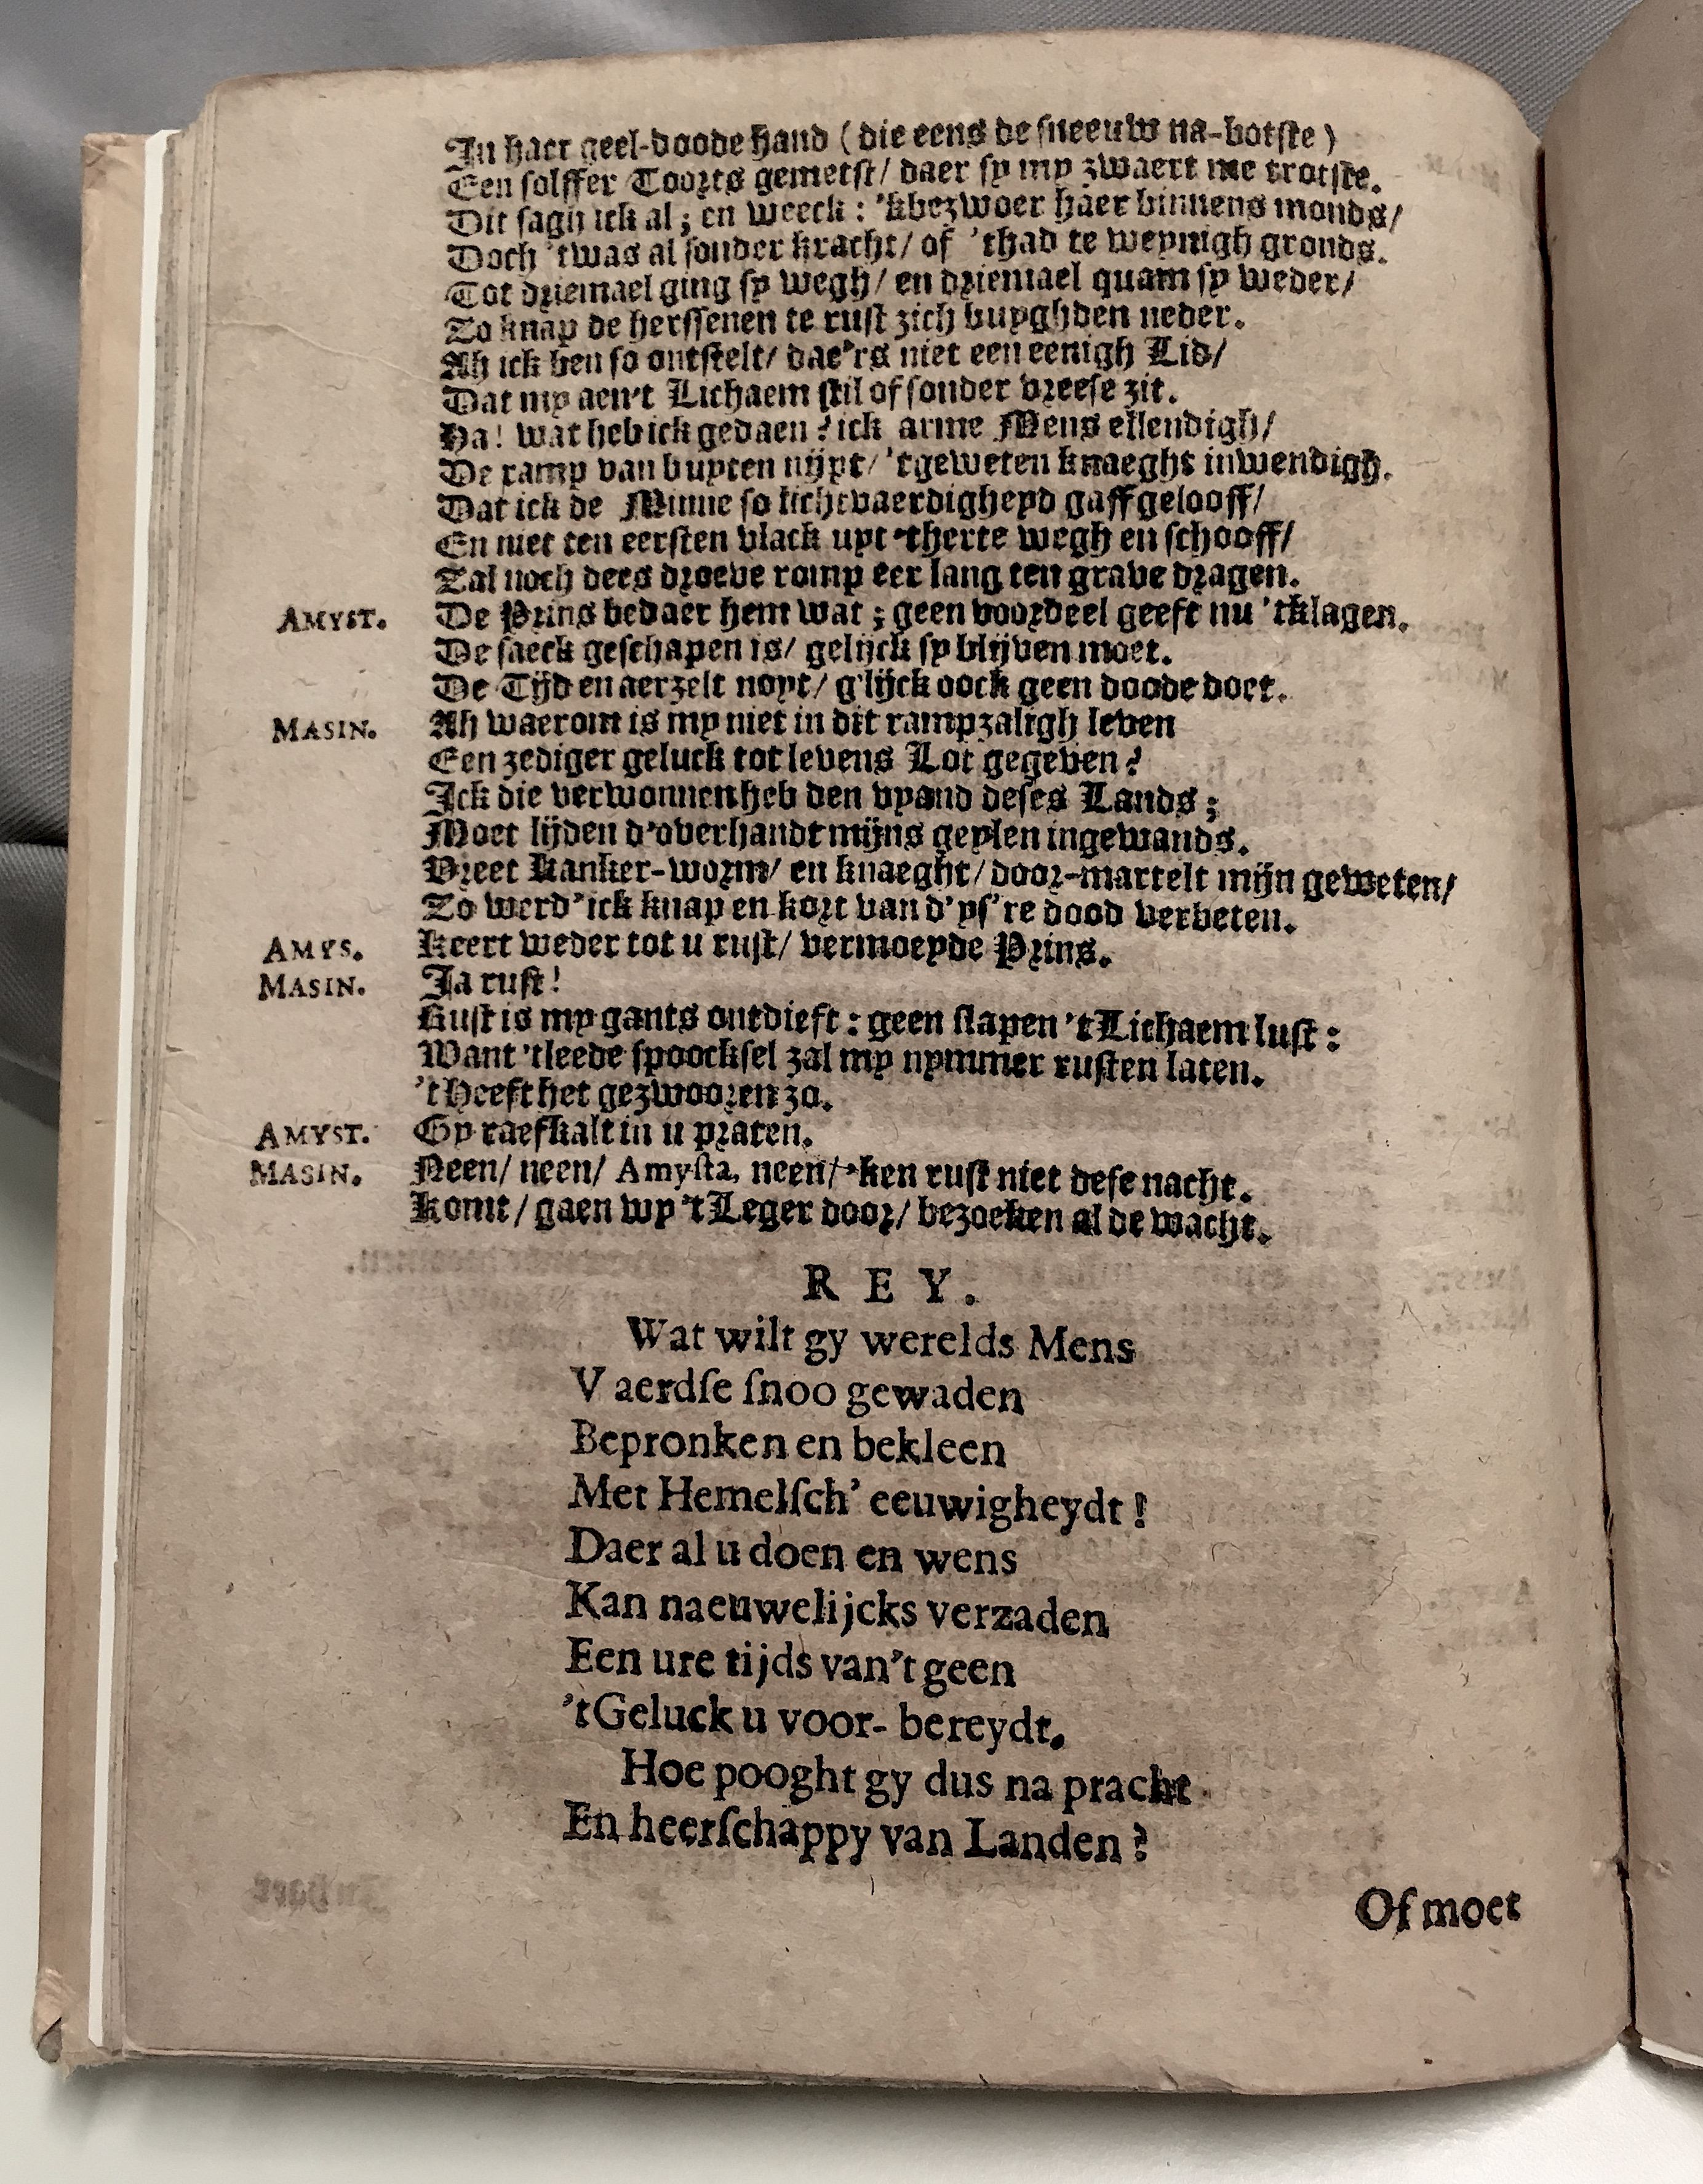 In haer geel-doode hand (die eens de sneeuw na-botste)
Een solffer Toorts gemetst/ daer sy my zwaert me trotste.
Dit sagh ick al; en weeck: 'kbezwoer haer binnens monds/
Doch 'twas al sonder kracht/ of 'thad te weynigh gronds.
Tot driemael ging sy wegh/ en driemael quam sy weder/
Zo knap de herssenen te rust zich buyghden neder.
Ah ick ben so ontstelt/ dae'rs niet een eenigh Lid/
Dat my aen't Lichaem stil of sonder vreese zit.
Ha! wat heb ick gedaen? ick arme Mens ellendigh/
De ramp van buyten nijpt/ 'tgeweten knaeghs inwendigh.
Dat ick de Minne so lichtvaerdigheyd gaff gelooff/
En niet ten eersten vlack uyt 'therte wegh en schooff/
Zal noch dees droeve romp eer lang ten grave dragen.
AMYST. De Prins bedaer hem wat; geen voordeel geeft nu 'tklagen.
De saeck geschapen is/ gelijck sy blijven moet.
De Tijd en aerzelt noyt/ g'lijck oock geen doode doet.
MASIN. Ah waerom is my niet in dit rampzaligh leven
Een zediger geluck tot levens Lot gegeven?
Ick die verwonnen heb den vyand deses Lands;
Moet lijden d'overhandt mijns geylen ingewands.
Vreet Kanker-worm/ en knaeght/ door-martelt mijn geweten/
Zo werd'ick knap en kort van d'ys're dood verbeten.
AMYS. Keert weder tot u rust/ vermoeyde Prins.
MASIN. Ja rust!
Rust is my gants ontdieft: geen slapen 't Lichaem lust:
Want 'tleede spoocksel zal my nymmer rusten laten.
't Heeft het gezwooren zo.
AMYST. Gy raefkalt in u praten.
MASIN. Neen/ neen/ Amysta, neen/ 'ken rust niet dese nacht.
Komt/ gaen wy 't Leger door/ bezoeken al de wacht.
REY.
Wat wilt gy werelds Mens
V aerdse snoo gewaden
Bepronken en bekleen
Met Hemelsch' eeuwigheydt!
Daer al u doen en wens
Kan naeuwelijcks verzaden
Een ure tijds van't geen
't Geluck u voor-bereydt.
Hoe pooght gy dus na pracht
En heerschappy van Landen?
Of moet